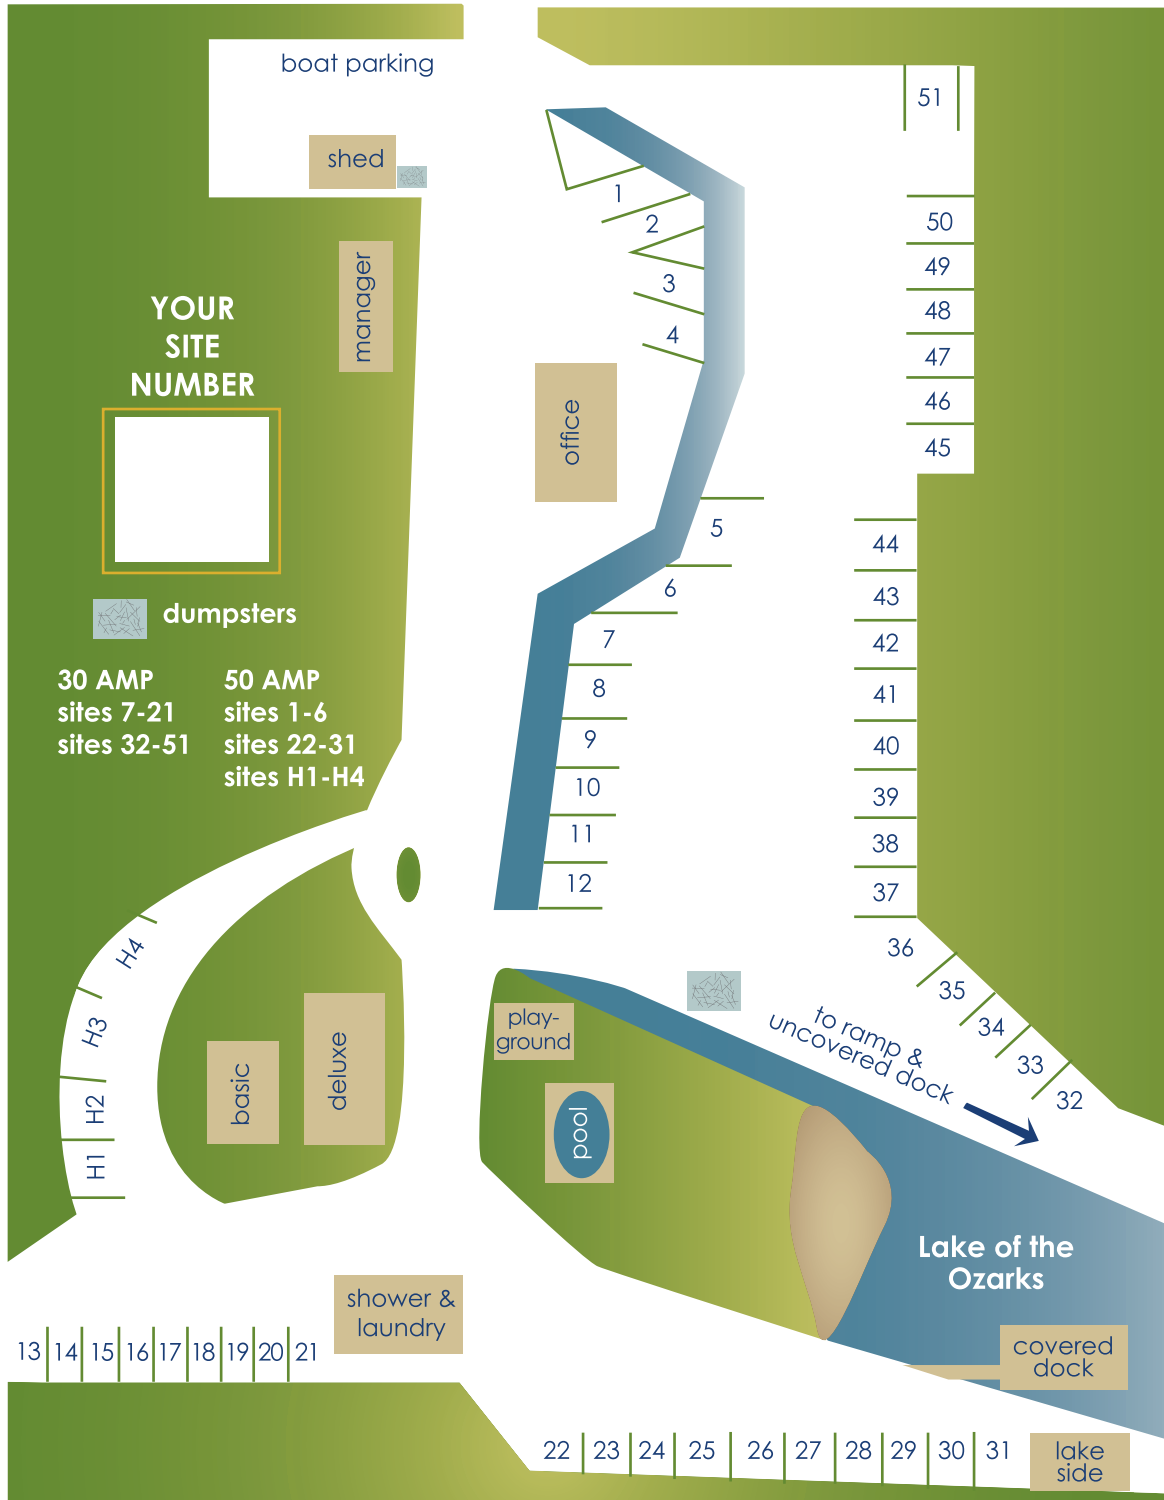 boat parking
shed
manager
YOUR
SITE
NUMBER
dumpsters
30 AMP
sites 7-21
sites 32-51
50 AMP
sites 1-6
sites 22-31
sites H1-H4
office
1
2
3
4
5
6
7
8
9
10
11
12
51
50
49
48
47
46
45
44
43
42
41
40
39
38
37
36
35
34
33
32
to ramp &
uncovered dock
H4
H3
H2
H1
basic
deluxe
play-
ground
pool
Lake of the
Ozarks
covered
dock
shower &
laundry
13 14 15 16 17 18 19 20 21
22 23 24 25 26 27 28 29 30 31
lake
side